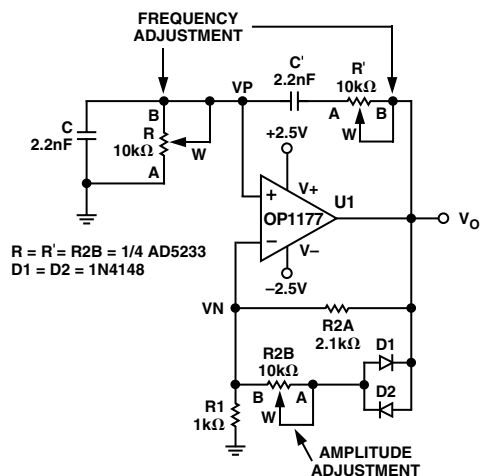 FREQUENCY
ADJUSTMENT
C'
2.2nF
R'
10kΩ
VP
A
B
W
C
2.2nF
B
R
10kΩ
A
W
+2.5V
V+
U1
+
OP1177
−
V−
−2.5V
VO
R = R' = R2B = 1/4 AD5233
D1 = D2 = 1N4148
VN
R2A
2.1kΩ
D1
D2
R2B
10kΩ
B
A
W
R1
1kΩ
AMPLITUDE
ADJUSTMENT